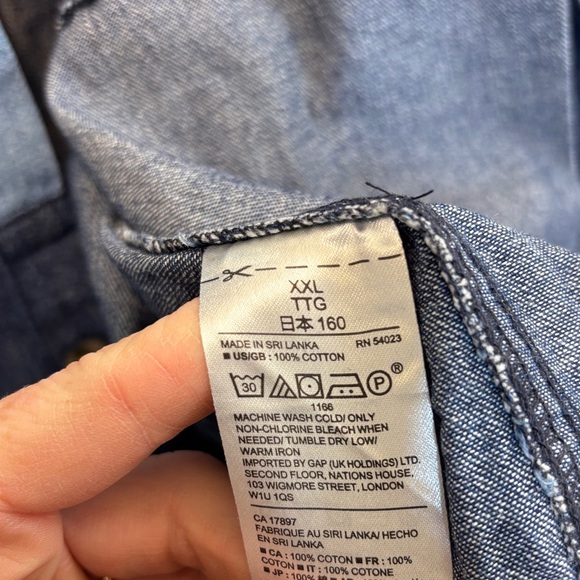 XXL
TTG
日本 160
MADE IN SRI LANKA RN 54023
■ US/GB : 100% COTTON
30 P
1166
MACHINE WASH COLD/ ONLY
NON-CHLORINE BLEACH WHEN
NEEDED/ TUMBLE DRY LOW/
WARM IRON
IMPORTED BY GAP (UK HOLDINGS) LTD.
SECOND FLOOR, NATIONS HOUSE,
103 WIGMORE STREET, LONDON
W1U 1QS
CA 17897
FABRIQUE AU SIRI LANKA/ HECHO
EN SRI LANKA
■ CA : 100% COTON ■ FR : 100%
COTON ■ IT : 100% COTONE
■ JP : 100%